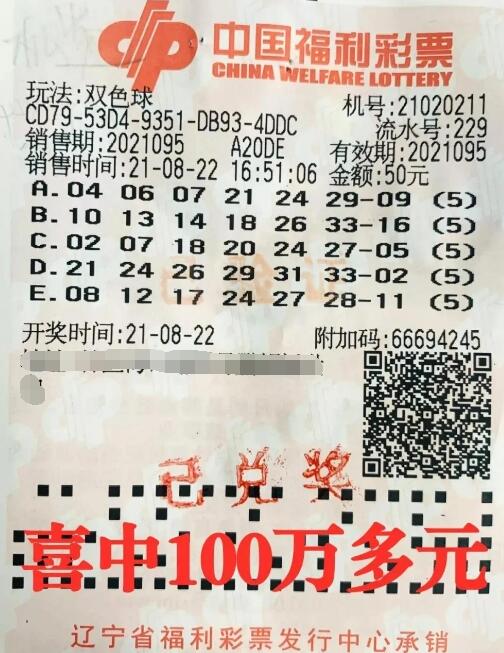 中国福利彩票
CHINA WELFARE LOTTERY
玩法:双色球 机号:21020211
CD79-53D4-9351-DB93-4DDC 流水号:229
销售期:2021095 A20DE 有效期:2021095
销售时间:21-08-22 16:51:06 金额:50元
A.04 06 07 21 24 29-09 (5)
B.10 13 14 18 26 33-16 (5)
C.02 07 18 20 24 27-05 (5)
D.21 24 26 29 31 33-02 (5)
E.08 12 17 24 27 28-11 (5)
开奖时间:21-08-22 附加码:66694245
已兑奖
喜中100万多元
辽宁省福利彩票发行中心承销